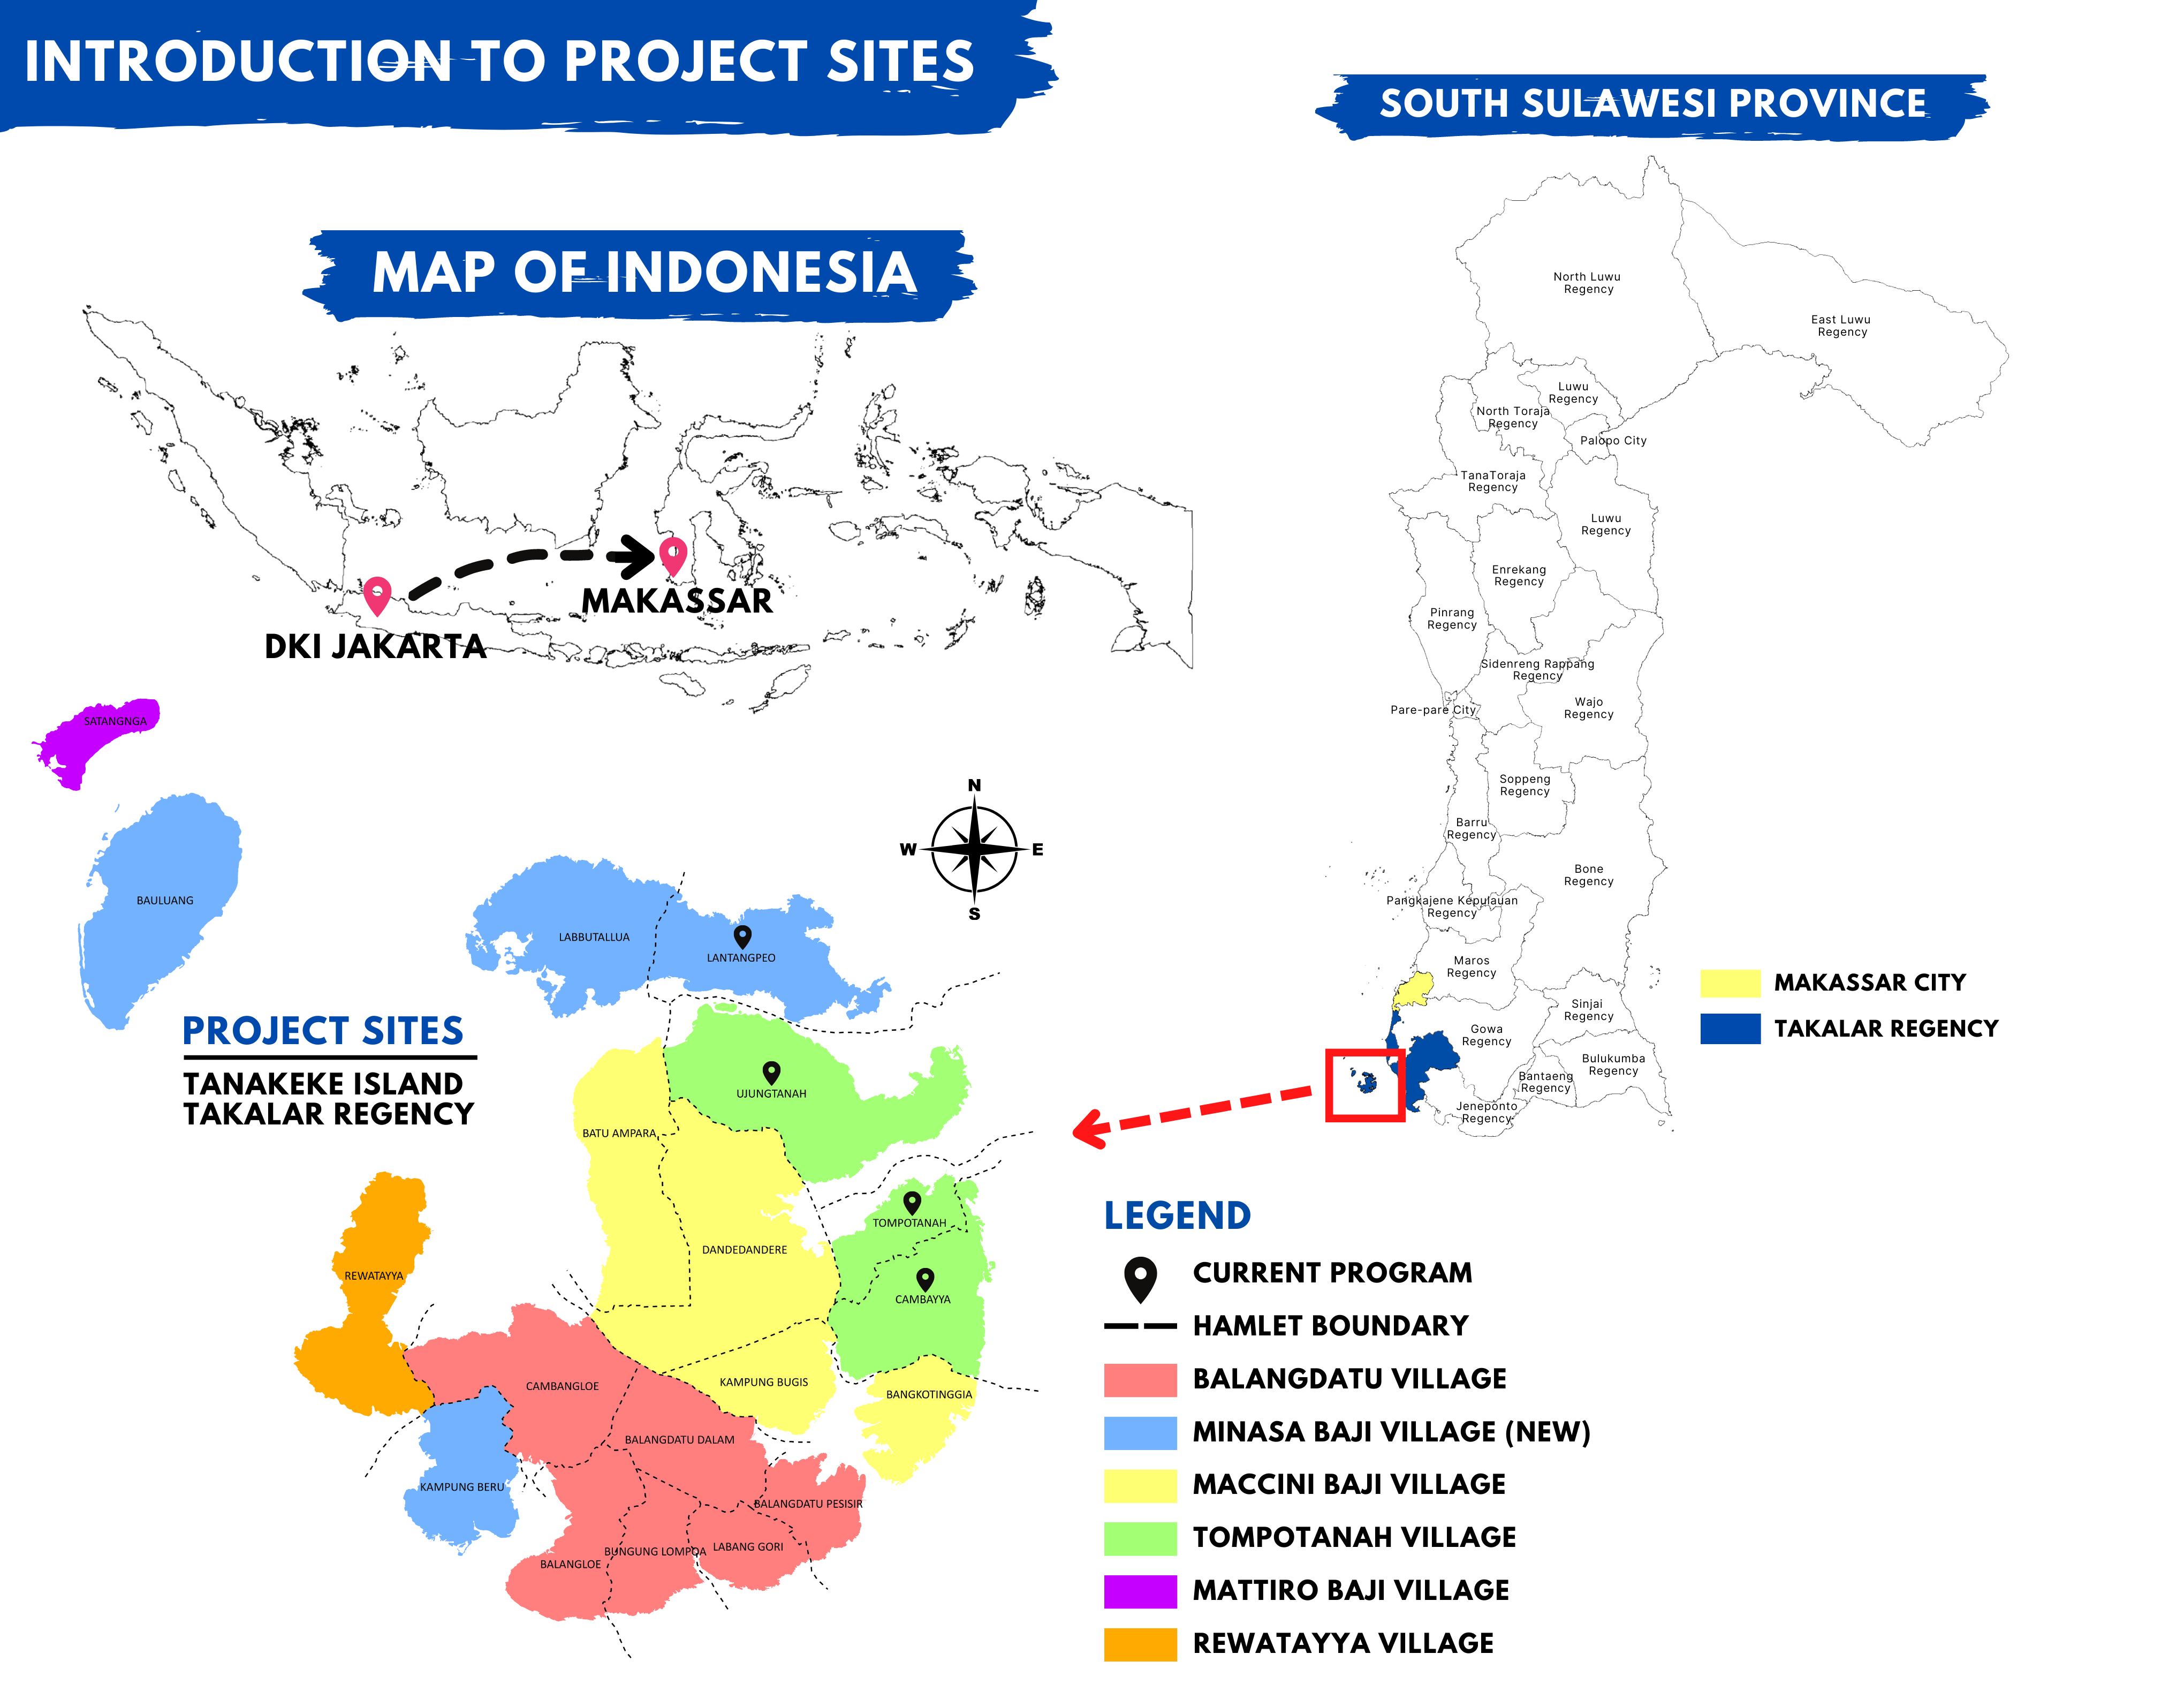 INTRODUCTION TO PROJECT SITES
SOUTH SULAWESI PROVINCE
MAP OF INDONESIA
DKI JAKARTA
MAKASSAR
North Luwu
Regency
East Luwu
Regency
Luwu
Regency
North Toraja
Regency
Palopo City
TanaToraja
Regency
Luwu
Regency
Enrekang
Regency
Pinrang
Regency
Sidenreng Rappang
Regency
Wajo
Regency
Pare-pare City
Soppeng
Regency
Barru
Regency
Bone
Regency
Pangkajene Kepulauan
Regency
Maros
Regency
Sinjai
Regency
Gowa
Regency
Bulukumba
Regency
Bantaeng
Regency
Jeneponto
Regency
MAKASSAR CITY
TAKALAR REGENCY
N
W
E
S
SATANGNGA
BAULUANG
LABBUTALLUA
LANTANGPEO
PROJECT SITES
TANAKEKE ISLAND
TAKALAR REGENCY
UJUNGTANAH
BATU AMPARA
TOMPOTANAH
DANDEDANDERE
REWATAYYA
CAMBAYYA
CAMBANGLOE
KAMPUNG BUGIS
BANGKOTINGGIA
BALANGDATU DALAM
KAMPUNG BERU
BALANGDATU PESISIR
BUNGUNG LOMPOA
LABANG GORI
BALANGLOE
LEGEND
CURRENT PROGRAM
HAMLET BOUNDARY
BALANGDATU VILLAGE
MINASA BAJI VILLAGE (NEW)
MACCINI BAJI VILLAGE
TOMPOTANAH VILLAGE
MATTIRO BAJI VILLAGE
REWATAYYA VILLAGE